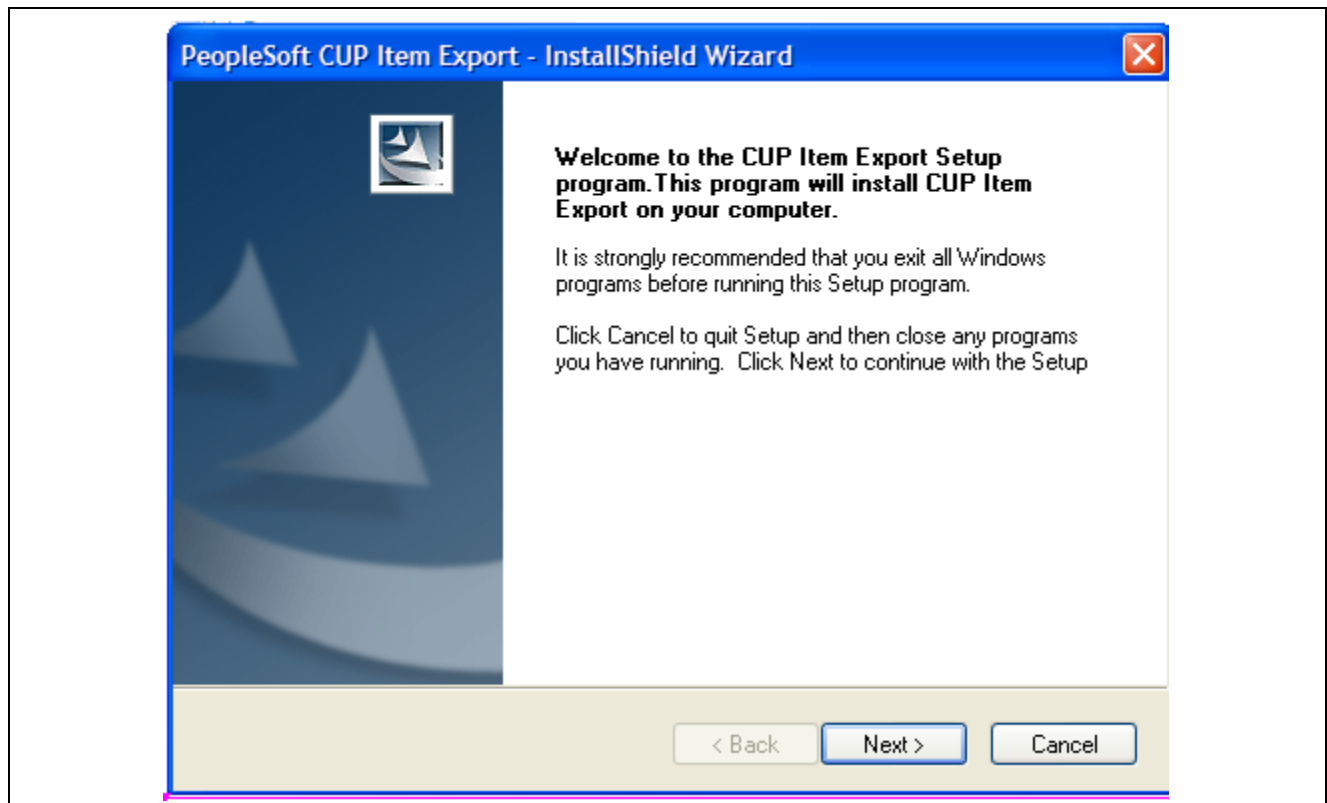 PeopleSoft CUP Item Export - InstallShield Wizard
Welcome to the CUP Item Export Setup
program.This program will install CUP Item
Export on your computer.
It is strongly recommended that you exit all Windows
programs before running this Setup program.
Click Cancel to quit Setup and then close any programs
you have running.  Click Next to continue with the Setup
< Back
Next >
Cancel